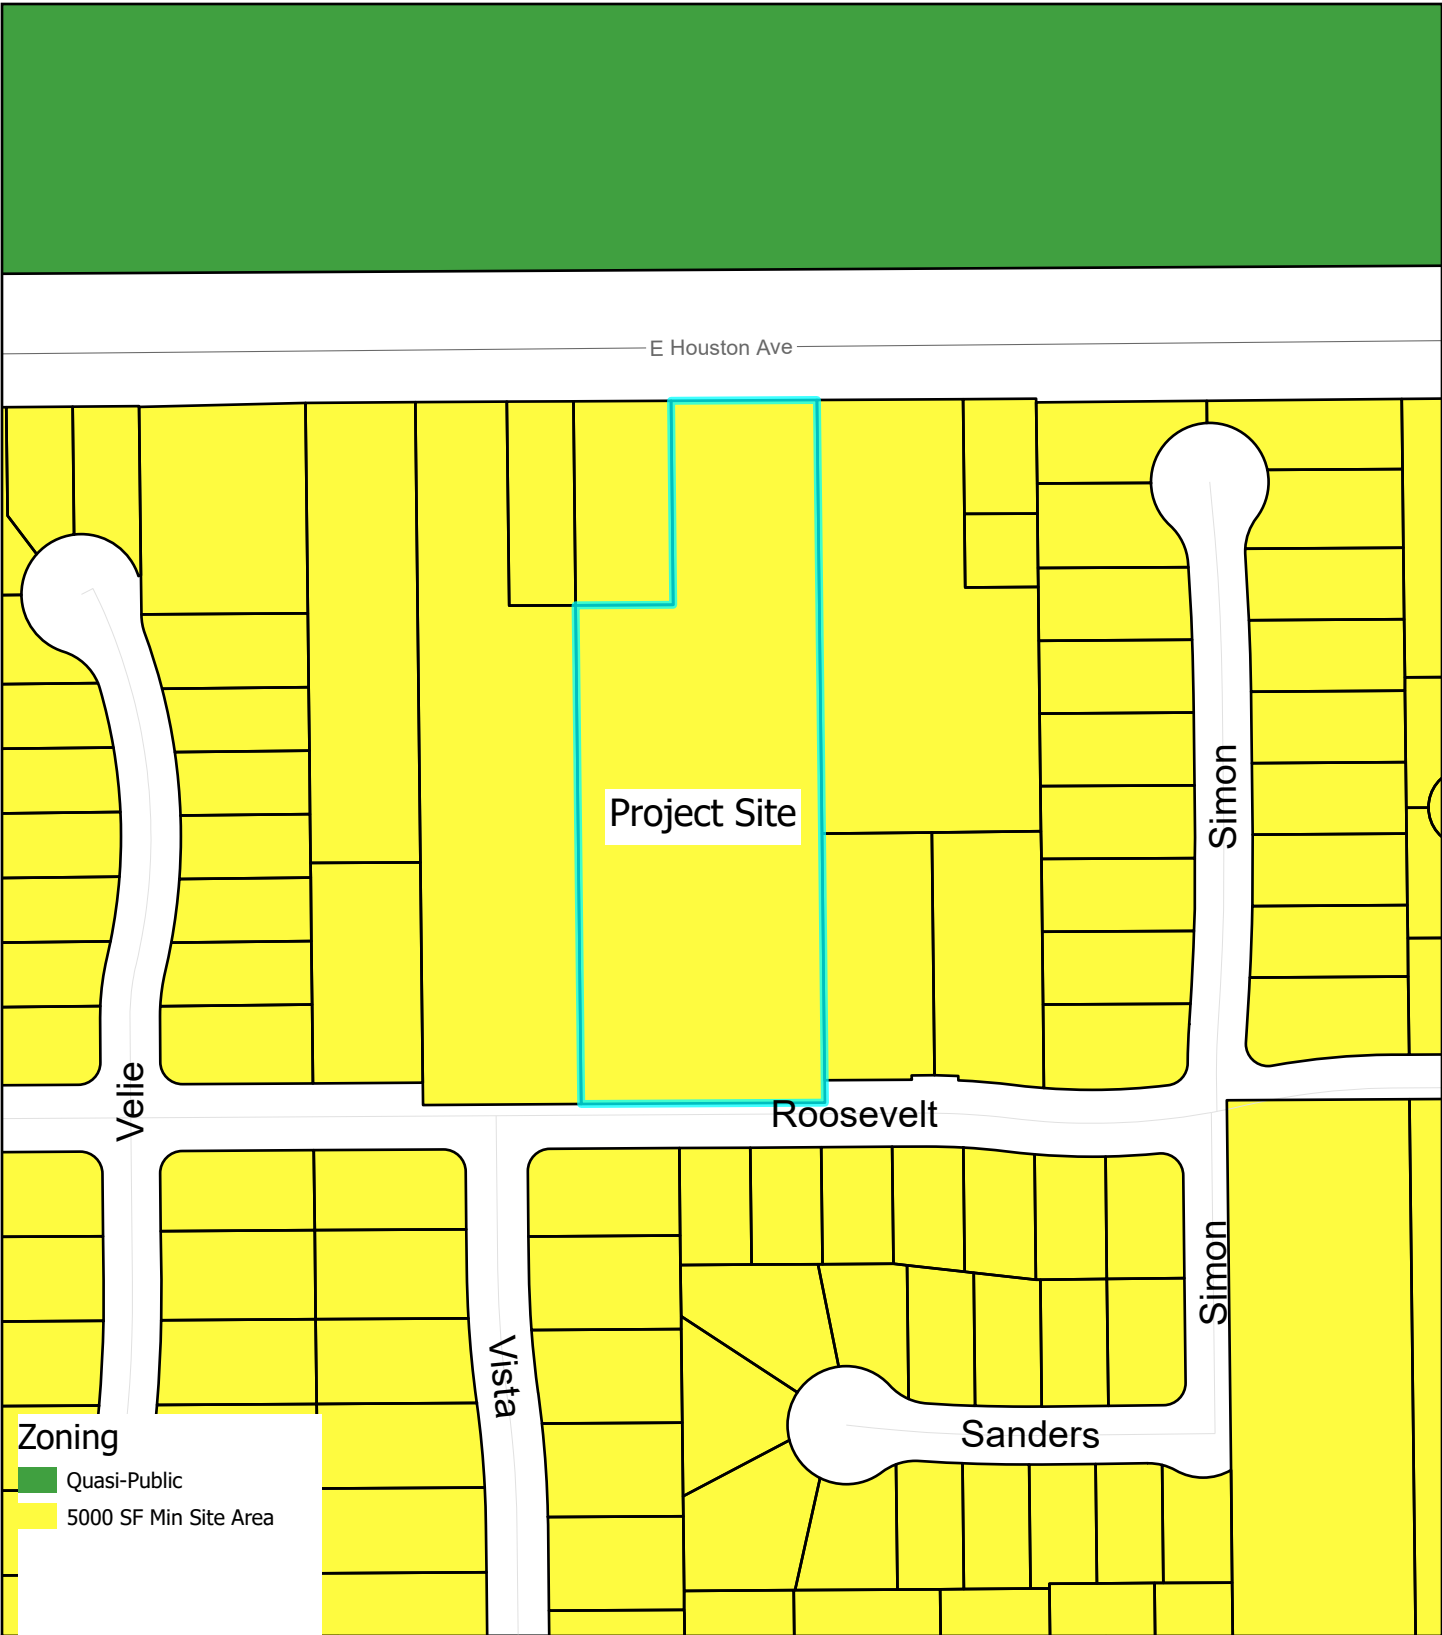 E Houston Ave
Simon
Project Site
Velie
Roosevelt
Simon
Vista
Sanders
Zoning
Quasi-Public
5000 SF Min Site Area